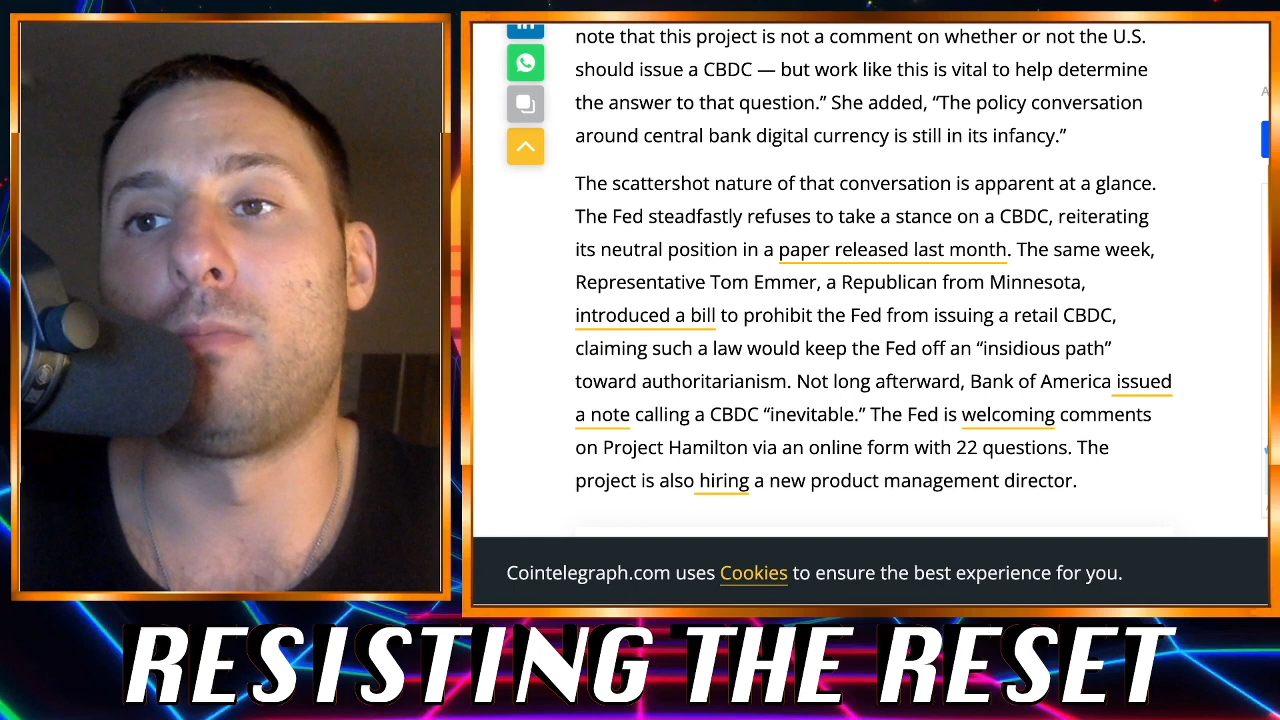 note that this project is not a comment on whether or not the U.S.
should issue a CBDC — but work like this is vital to help determine
the answer to that question.” She added, “The policy conversation
around central bank digital currency is still in its infancy.”
The scattershot nature of that conversation is apparent at a glance.
The Fed steadfastly refuses to take a stance on a CBDC, reiterating
its neutral position in a paper released last month. The same week,
Representative Tom Emmer, a Republican from Minnesota,
introduced a bill to prohibit the Fed from issuing a retail CBDC,
claiming such a law would keep the Fed off an “insidious path”
toward authoritarianism. Not long afterward, Bank of America issued
a note calling a CBDC “inevitable.” The Fed is welcoming comments
on Project Hamilton via an online form with 22 questions. The
project is also hiring a new product management director.
Cointelegraph.com uses Cookies to ensure the best experience for you.
RESISTING THE RESET